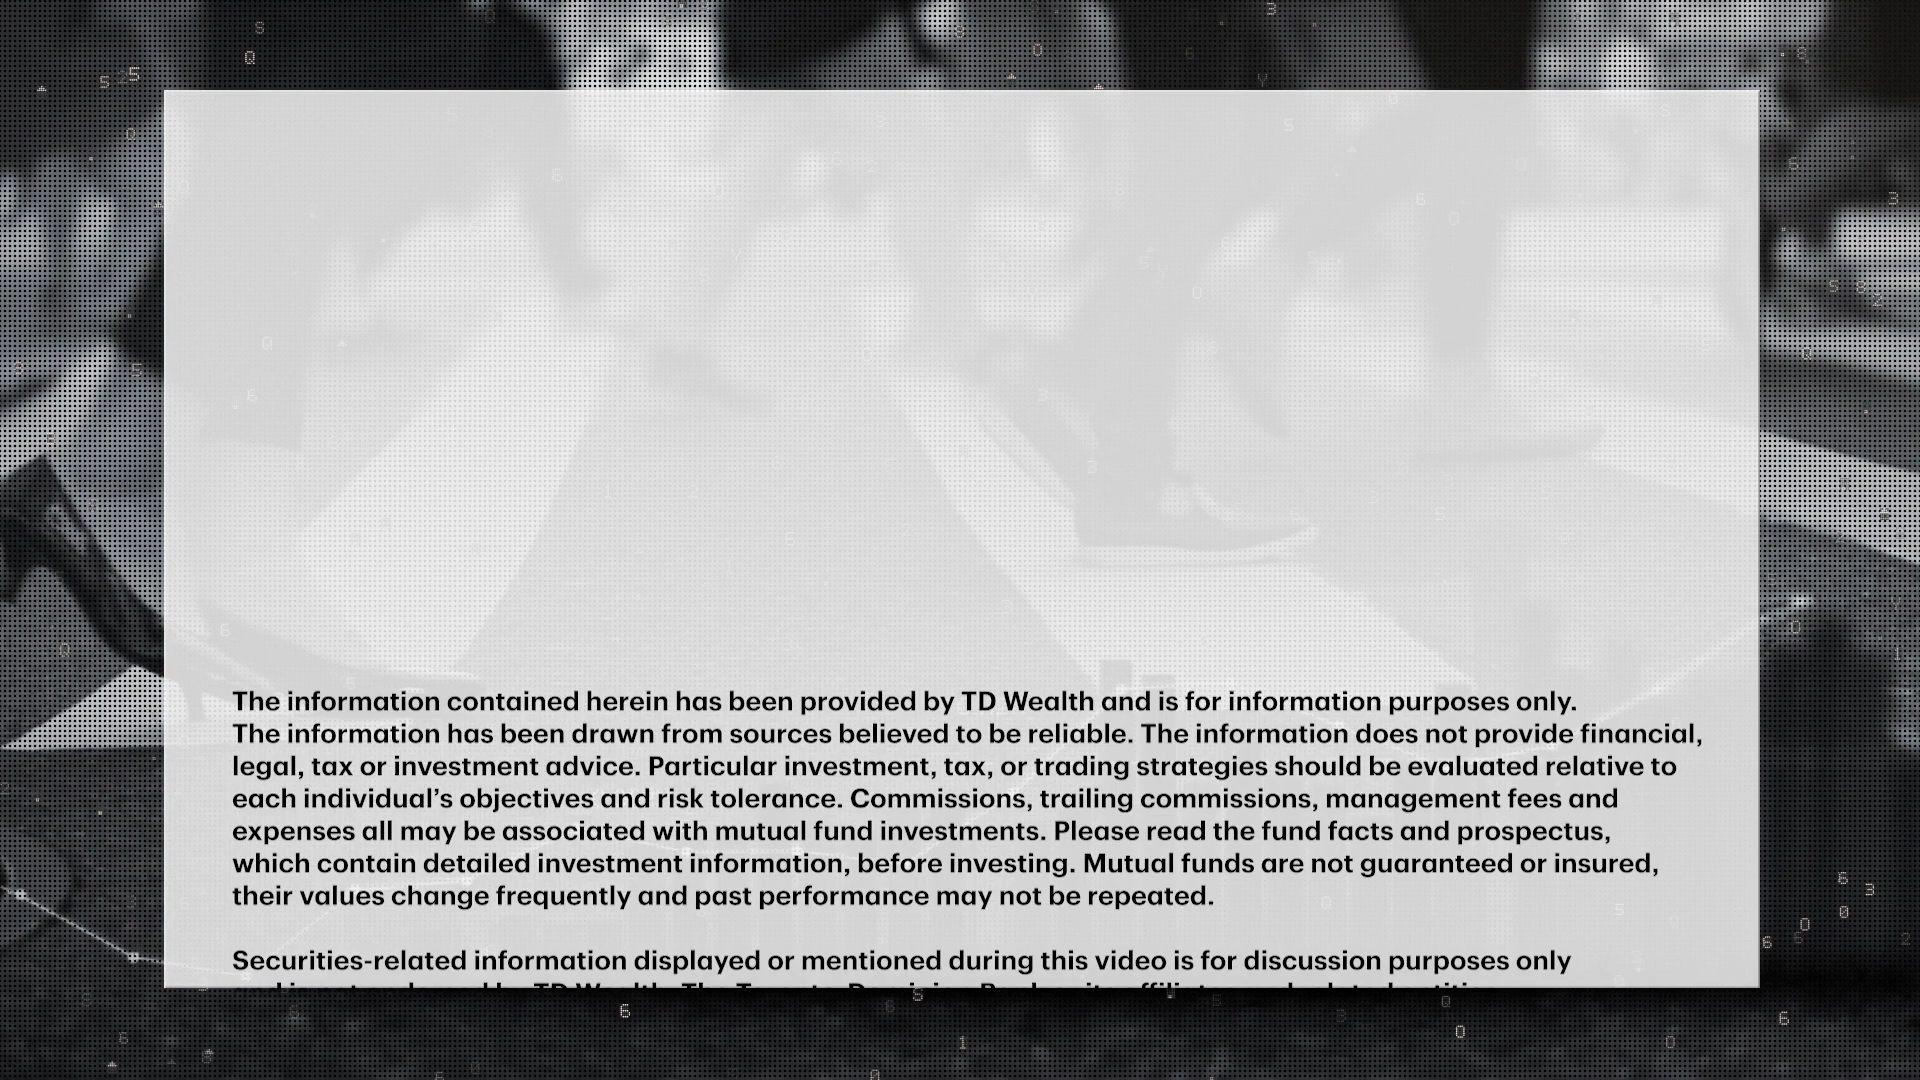 The information contained herein has been provided by TD Wealth and is for information purposes only.
The information has been drawn from sources believed to be reliable. The information does not provide financial,
legal, tax or investment advice. Particular investment, tax, or trading strategies should be evaluated relative to
each individual’s objectives and risk tolerance. Commissions, trailing commissions, management fees and
expenses all may be associated with mutual fund investments. Please read the fund facts and prospectus,
which contain detailed investment information, before investing. Mutual funds are not guaranteed or insured,
their values change frequently and past performance may not be repeated.
Securities-related information displayed or mentioned during this video is for discussion purposes only